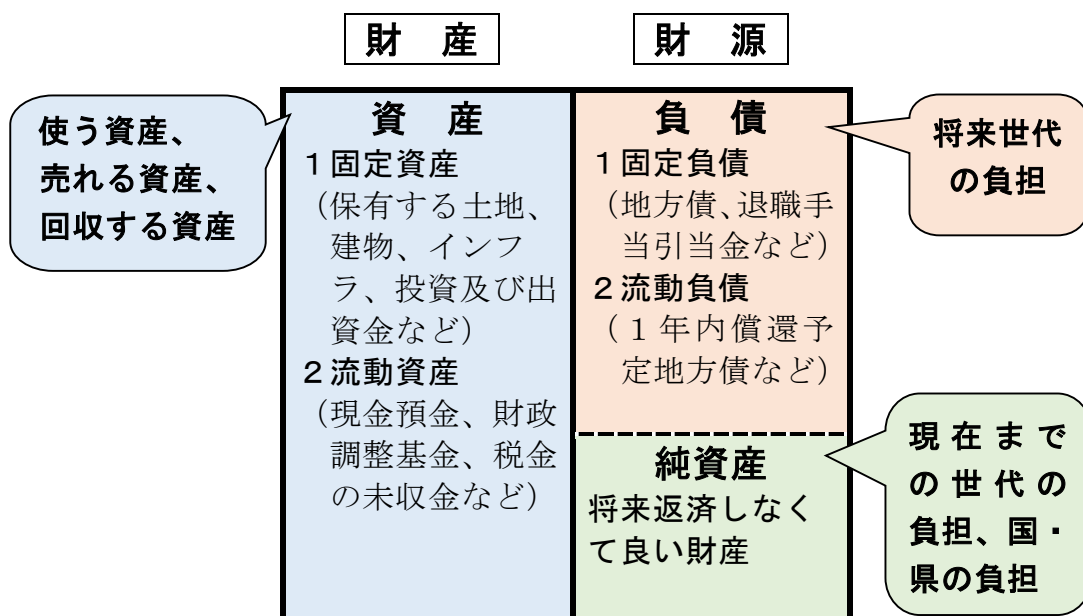 財　産
財　源
使う資産、
売れる資産、
回収する資産
資　産
１固定資産
（保有する土地、
建物、インフ
ラ、投資及び出
資金など）
２流動資産
（現金預金、財政
調整基金、税金
の未収金など）
負　債
１固定負債
（地方債、退職手
当引当金など）
２流動負債
（１年内償還予
定地方債など）
将来世代
の負担
純資産
将来返済しなく
て良い財産
現在まで
の世代の
負担、国・
県の負担